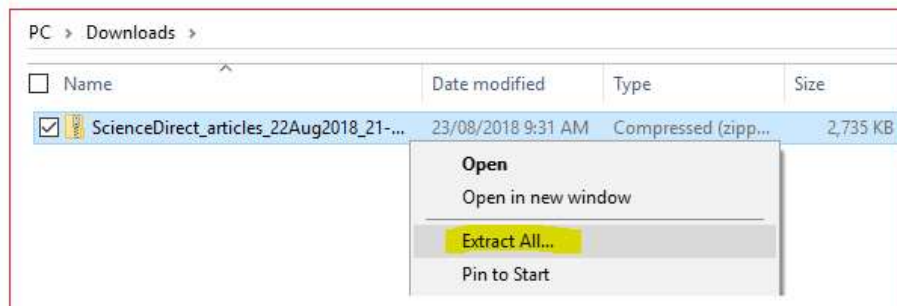 PC > Downloads >
Name Date modified Type Size
ScienceDirect_articles_22Aug2018_21-... 23/08/2018 9:31 AM Compressed (zipp... 2,735 KB
Open
Open in new window
Extract All...
Pin to Start